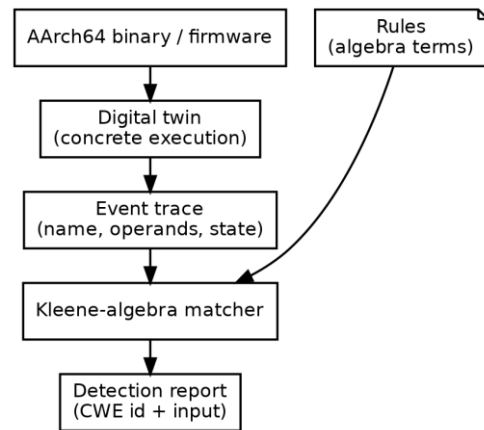 AArch64 binary / firmware
Rules
(algebra terms)
Digital twin
(concrete execution)
Event trace
(name, operands, state)
Kleene-algebra matcher
Detection report
(CWE id + input)